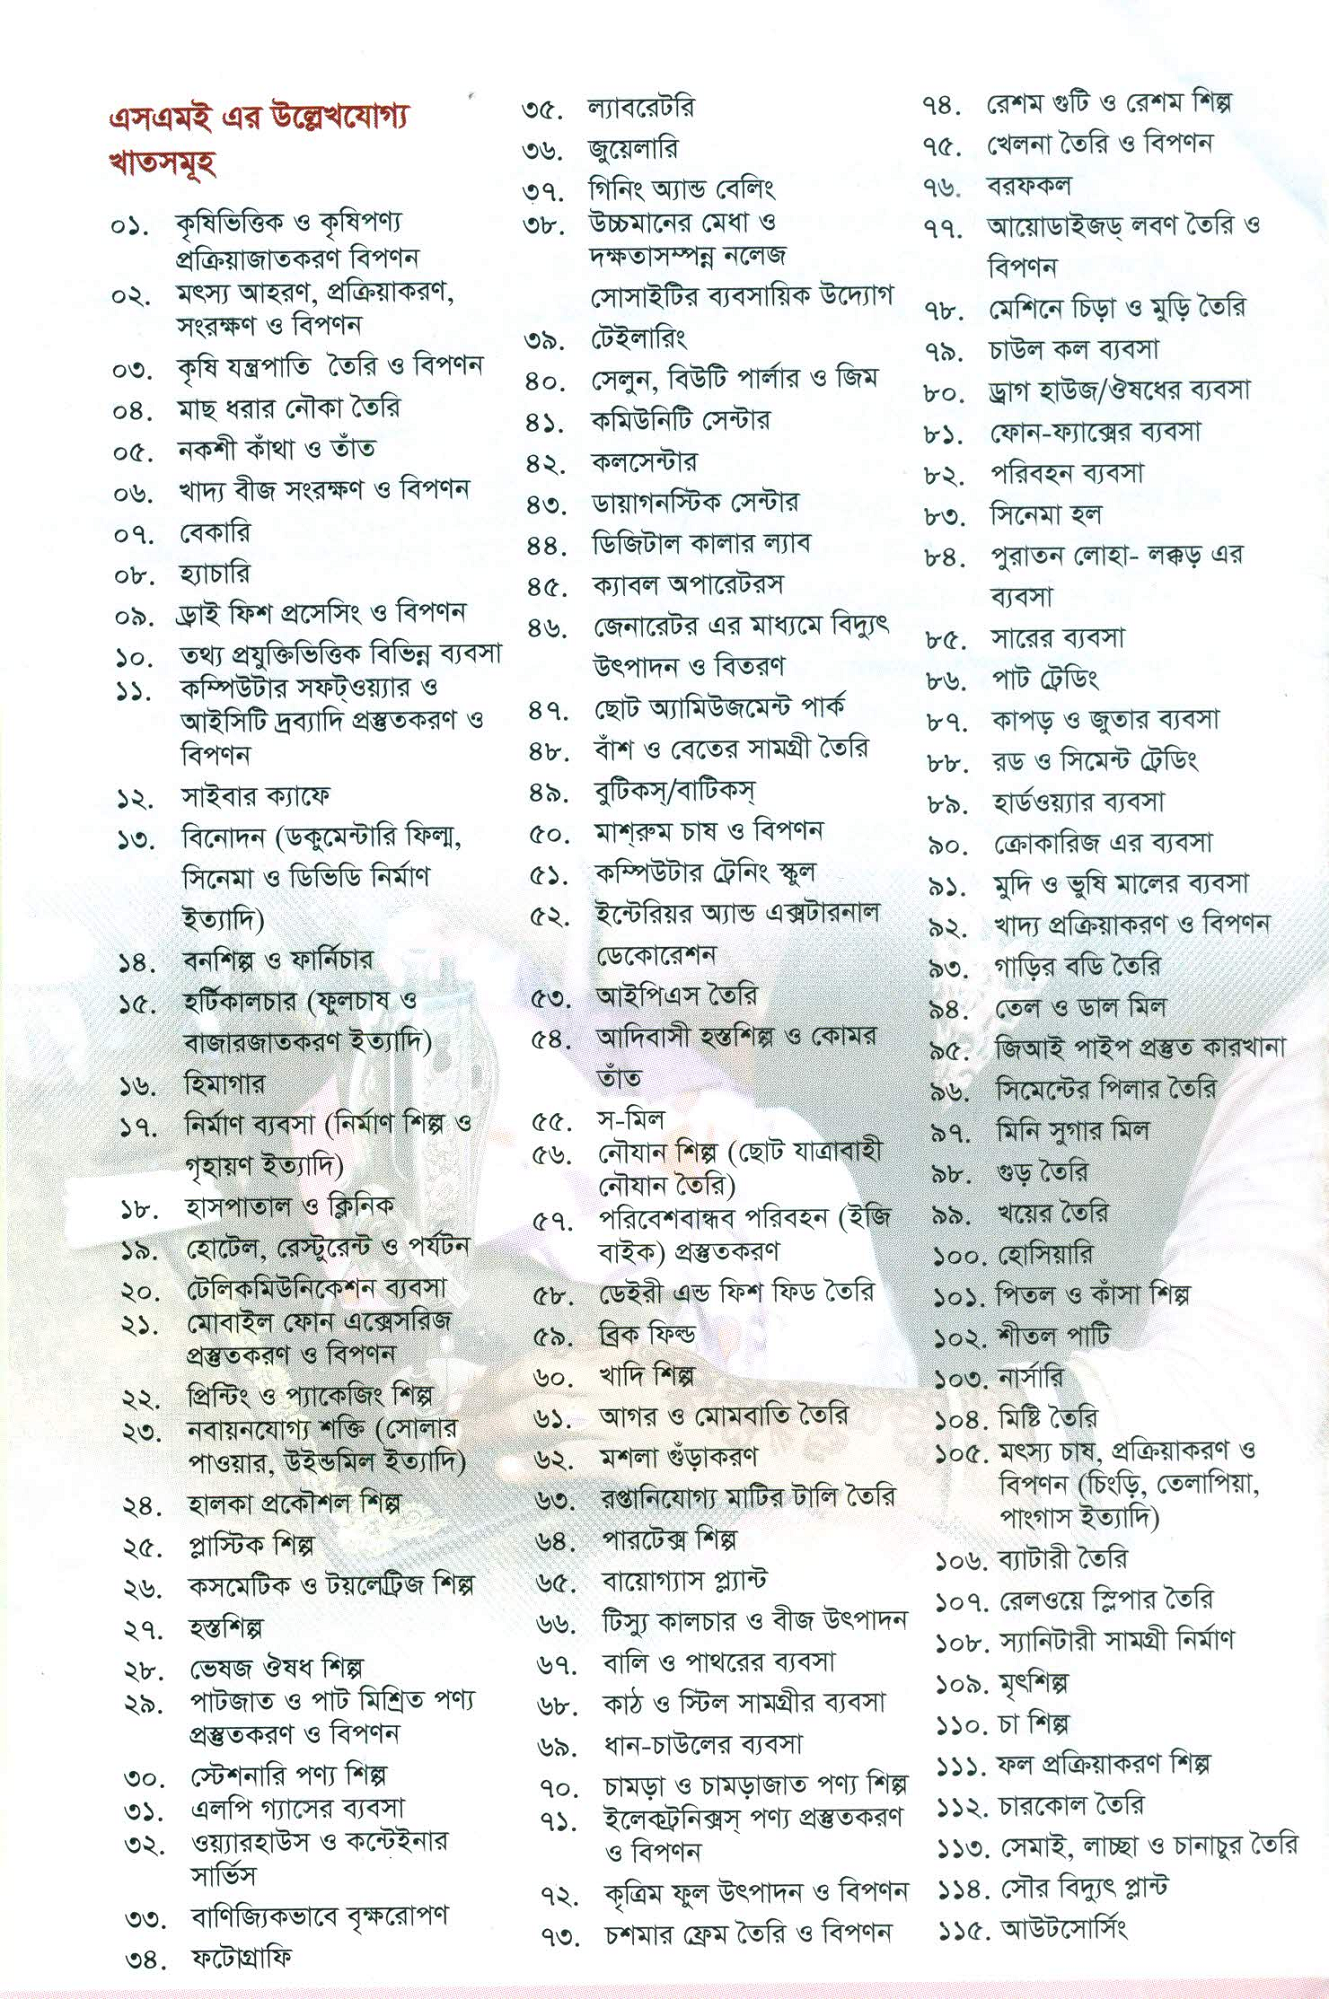 এসএমই এর উল্লেখযোগ্য
খাতসমূহ
০১. কৃষিভিত্তিক ও কৃষিপণ্য
প্রক্রিয়াজাতকরণ বিপণন
০২. মৎস্য আহরণ, প্রক্রিয়াকরণ,
সংরক্ষণ ও বিপণন
০৩. কৃষি যন্ত্রপাতি তৈরি ও বিপণন
০৪. মাছ ধরার নৌকা তৈরি
০৫. নকশী কাঁথা ও তাঁত
০৬. খাদ্য বীজ সংরক্ষণ ও বিপণন
০৭. বেকারি
০৮. হ্যাচারি
০৯. ড্রাই ফিশ প্রসেসিং ও বিপণন
১০. তথ্য প্রযুক্তিভিত্তিক বিভিন্ন ব্যবসা
১১. কম্পিউটার সফট্ওয়্যার ও
আইসিটি দ্রব্যাদি প্রস্তুতকরণ ও
বিপণন
১২. সাইবার ক্যাফে
১৩. বিনোদন (ডকুমেন্টারি ফিল্ম,
সিনেমা ও ডিভিডি নির্মাণ
ইত্যাদি)
১৪. বনশিল্প ও ফার্নিচার
১৫. হর্টিকালচার (ফুলচাষ ও
বাজারজাতকরণ ইত্যাদি)
১৬. হিমাগার
১৭. নির্মাণ ব্যবসা (নির্মাণ শিল্প ও
গৃহায়ণ ইত্যাদি)
১৮. হাসপাতাল ও ক্লিনিক
১৯. হোটেল, রেস্টুরেন্ট ও পর্যটন
২০. টেলিকমিউনিকেশন ব্যবসা
২১. মোবাইল ফোন এক্সেসরিজ
প্রস্তুতকরণ ও বিপণন
২২. প্রিন্টিং ও প্যাকেজিং শিল্প
২৩. নবায়নযোগ্য শক্তি (সোলার
পাওয়ার, উইন্ডমিল ইত্যাদি)
২৪. হালকা প্রকৌশল শিল্প
২৫. প্লাস্টিক শিল্প
২৬. কসমেটিক ও টয়লেট্রিজ শিল্প
২৭. হস্তশিল্প
২৮. ভেষজ ঔষধ শিল্প
২৯. পাটজাত ও পাট মিশ্রিত পণ্য
প্রস্তুতকরণ ও বিপণন
৩০. স্টেশনারি পণ্য শিল্প
৩১. এলপি গ্যাসের ব্যবসা
৩২. ওয়্যারহাউস ও কন্টেইনার
সার্ভিস
৩৩. বাণিজ্যিকভাবে বৃক্ষরোপণ
৩৪. ফটোগ্রাফি
৩৫. ল্যাবরেটরি
৩৬. জুয়েলারি
৩৭. গিনিং অ্যান্ড বেলিং
৩৮. উচ্চমানের মেধা ও
দক্ষতাসম্পন্ন নলেজ
সোসাইটির ব্যবসায়িক উদ্যোগ
৩৯. টেইলারিং
৪০. সেলুন, বিউটি পার্লার ও জিম
৪১. কমিউনিটি সেন্টার
৪২. কলসেন্টার
৪৩. ডায়াগনস্টিক সেন্টার
৪৪. ডিজিটাল কালার ল্যাব
৪৫. ক্যাবল অপারেটরস
৪৬. জেনারেটর এর মাধ্যমে বিদ্যুৎ
উৎপাদন ও বিতরণ
৪৭. ছোট অ্যামিউজমেন্ট পার্ক
৪৮. বাঁশ ও বেতের সামগ্রী তৈরি
৪৯. বুটিকস্/বাটিকস্
৫০. মাশ্রুম চাষ ও বিপণন
৫১. কম্পিউটার ট্রেনিং স্কুল
৫২. ইন্টেরিয়র অ্যান্ড এক্সটারনাল
ডেকোরেশন
৫৩. আইপিএস তৈরি
৫৪. আদিবাসী হস্তশিল্প ও কোমর
তাঁত
৫৫. স-মিল
৫৬. নৌযান শিল্প (ছোট যাত্রাবাহী
নৌযান তৈরি)
৫৭. পরিবেশবান্ধব পরিবহন (ইজি
বাইক) প্রস্তুতকরণ
৫৮. ডেইরী এন্ড ফিশ ফিড তৈরি
৫৯. ব্রিক ফিল্ড
৬০. খাদি শিল্প
৬১. আগর ও মোমবাতি তৈরি
৬২. মশলা গুঁড়াকরণ
৬৩. রপ্তানিযোগ্য মাটির টালি তৈরি
৬৪. পারটেক্স শিল্প
৬৫. বায়োগ্যাস প্ল্যান্ট
৬৬. টিস্যু কালচার ও বীজ উৎপাদন
৬৭. বালি ও পাথরের ব্যবসা
৬৮. কাঠ ও স্টিল সামগ্রীর ব্যবসা
৬৯. ধান-চাউলের ব্যবসা
৭০. চামড়া ও চামড়াজাত পণ্য শিল্প
৭১. ইলেকট্রনিক্সস্ পণ্য প্রস্তুতকরণ
ও বিপণন
৭২. কৃত্রিম ফুল উৎপাদন ও বিপণন
৭৩. চশমার ফ্রেম তৈরি ও বিপণন
৭৪. রেশম গুটি ও রেশম শিল্প
৭৫. খেলনা তৈরি ও বিপণন
৭৬. বরফকল
৭৭. আয়োডাইজড্ লবণ তৈরি ও
বিপণন
৭৮. মেশিনে চিড়া ও মুড়ি তৈরি
৭৯. চাউল কল ব্যবসা
৮০. ড্রাগ হাউজ/ঔষধের ব্যবসা
৮১. ফোন-ফ্যাক্সের ব্যবসা
৮২. পরিবহন ব্যবসা
৮৩. সিনেমা হল
৮৪. পুরাতন লোহা- লক্কড় এর
ব্যবসা
৮৫. সারের ব্যবসা
৮৬. পাট ট্রেডিং
৮৭. কাপড় ও জুতার ব্যবসা
৮৮. রড ও সিমেন্ট ট্রেডিং
৮৯. হার্ডওয়্যার ব্যবসা
৯০. ক্রোকারিজ এর ব্যবসা
৯১. মুদি ও ভুষি মালের ব্যবসা
৯২. খাদ্য প্রক্রিয়াকরণ ও বিপণন
৯৩. গাড়ির বডি তৈরি
৯৪. তেল ও ডাল মিল
৯৫. জিআই পাইপ প্রস্তুত কারখানা
৯৬. সিমেন্টের পিলার তৈরি
৯৭. মিনি সুগার মিল
৯৮. গুড় তৈরি
৯৯. খয়ের তৈরি
১০০. হোসিয়ারি
১০১. পিতল ও কাঁসা শিল্প
১০২. শীতল পাটি
১০৩. নার্সারি
১০৪. মিষ্টি তৈরি
১০৫. মৎস্য চাষ, প্রক্রিয়াকরণ ও
বিপণন (চিংড়ি, তেলাপিয়া,
পাংগাস ইত্যাদি)
১০৬. ব্যাটারী তৈরি
১০৭. রেলওয়ে স্লিপার তৈরি
১০৮. স্যানিটারী সামগ্রী নির্মাণ
১০৯. মৃৎশিল্প
১১০. চা শিল্প
১১১. ফল প্রক্রিয়াকরণ শিল্প
১১২. চারকোল তৈরি
১১৩. সেমাই, লাচ্ছা ও চানাচুর তৈরি
১১৪. সৌর বিদ্যুৎ প্লান্ট
১১৫. আউটসোর্সিং